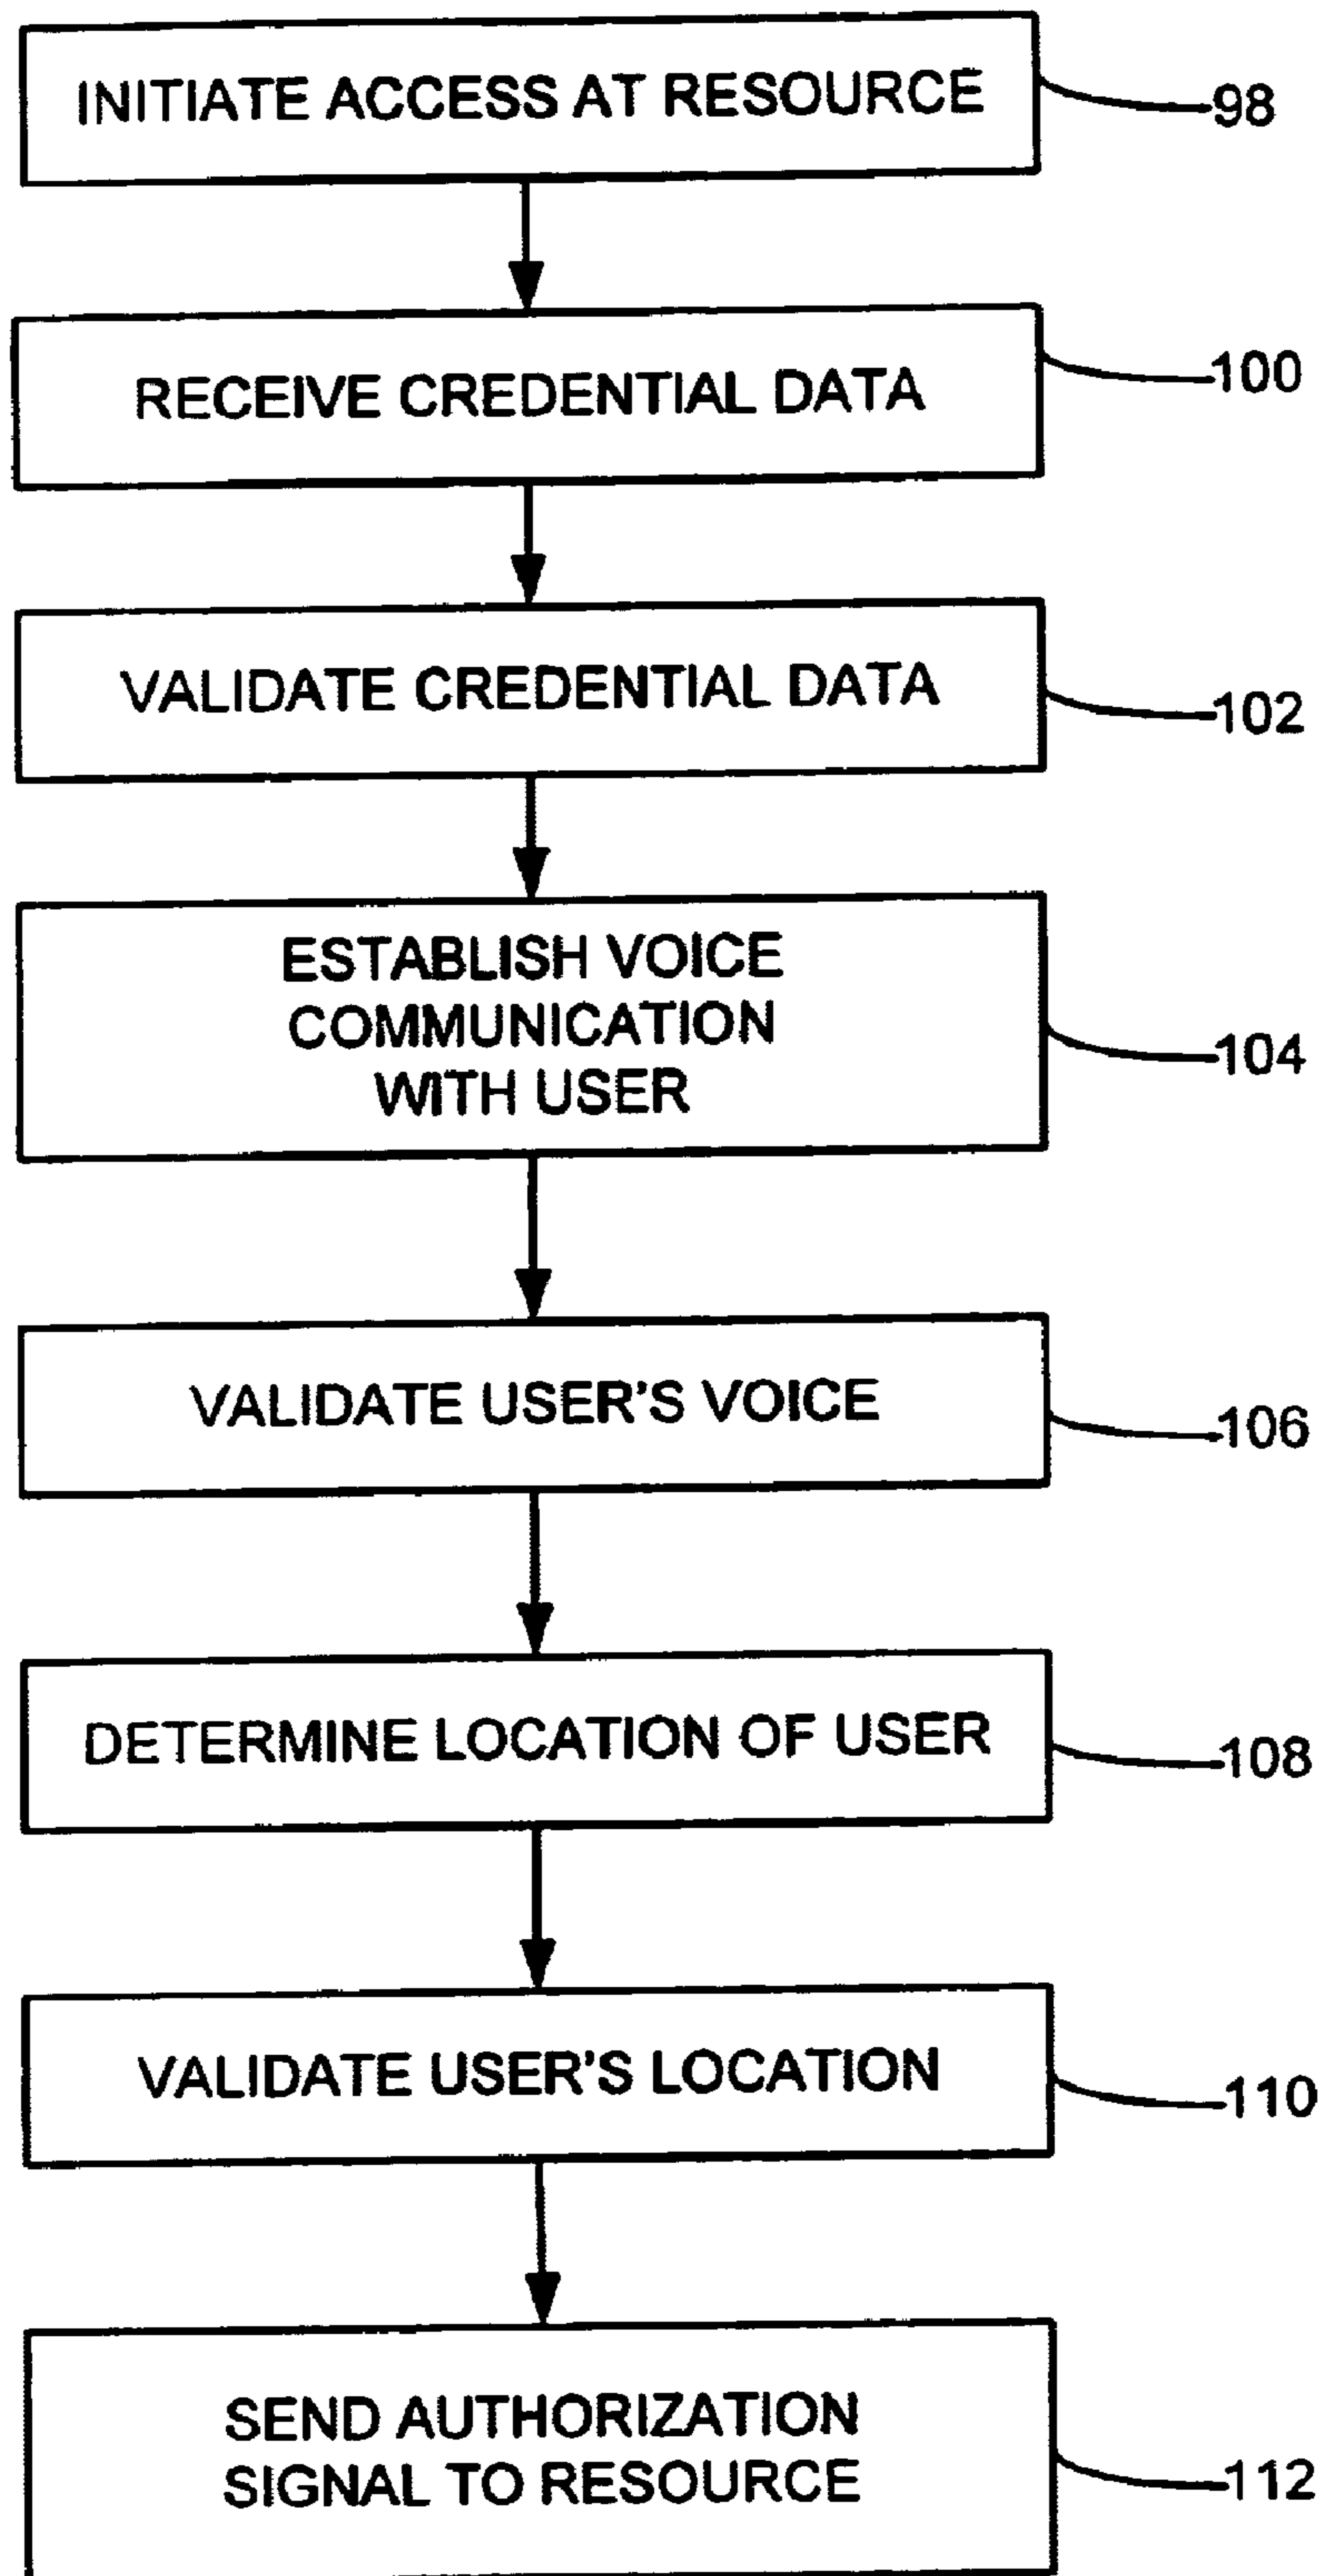 INITIATE ACCESS AT RESOURCE
98
RECEIVE CREDENTIAL DATA
100
VALIDATE CREDENTIAL DATA
102
ESTABLISH VOICE
COMMUNICATION
WITH USER
104
VALIDATE USER'S VOICE
106
DETERMINE LOCATION OF USER
108
VALIDATE USER'S LOCATION
110
SEND AUTHORIZATION
SIGNAL TO RESOURCE
112